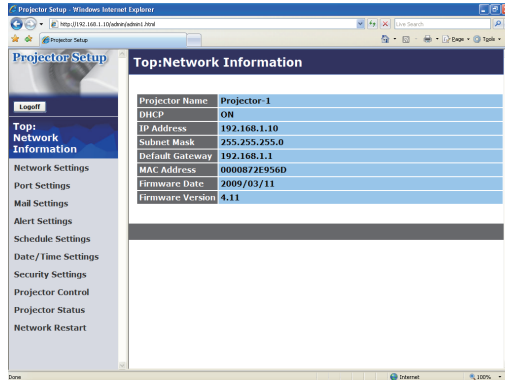 Projector Setup - Windows Internet Explorer
http://192.168.1.10/admin/admin1.html
Live Search
Projector Setup
Page
Tools
Projector Setup
Logoff
Top:
Network
Information
Network Settings
Port Settings
Mail Settings
Alert Settings
Schedule Settings
Date/Time Settings
Security Settings
Projector Control
Projector Status
Network Restart
Top:Network Information
Projector Name Projector-1
DHCP ON
IP Address 192.168.1.10
Subnet Mask 255.255.255.0
Default Gateway 192.168.1.1
MAC Address 0000872E956D
Firmware Date 2009/03/11
Firmware Version 4.11
Done
Internet
100%